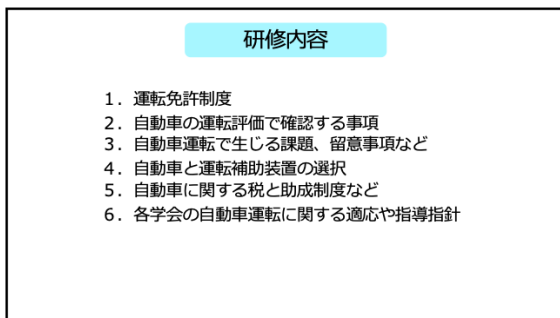 研修内容
１．運転免許制度
２．自動車の運転評価で確認する事項
３．自動車運転で生じる課題、留意事項など
４．自動車と運転補助装置の選択
５．自動車に関する税と助成制度など
６．各学会の自動車運転に関する適応や指導指針